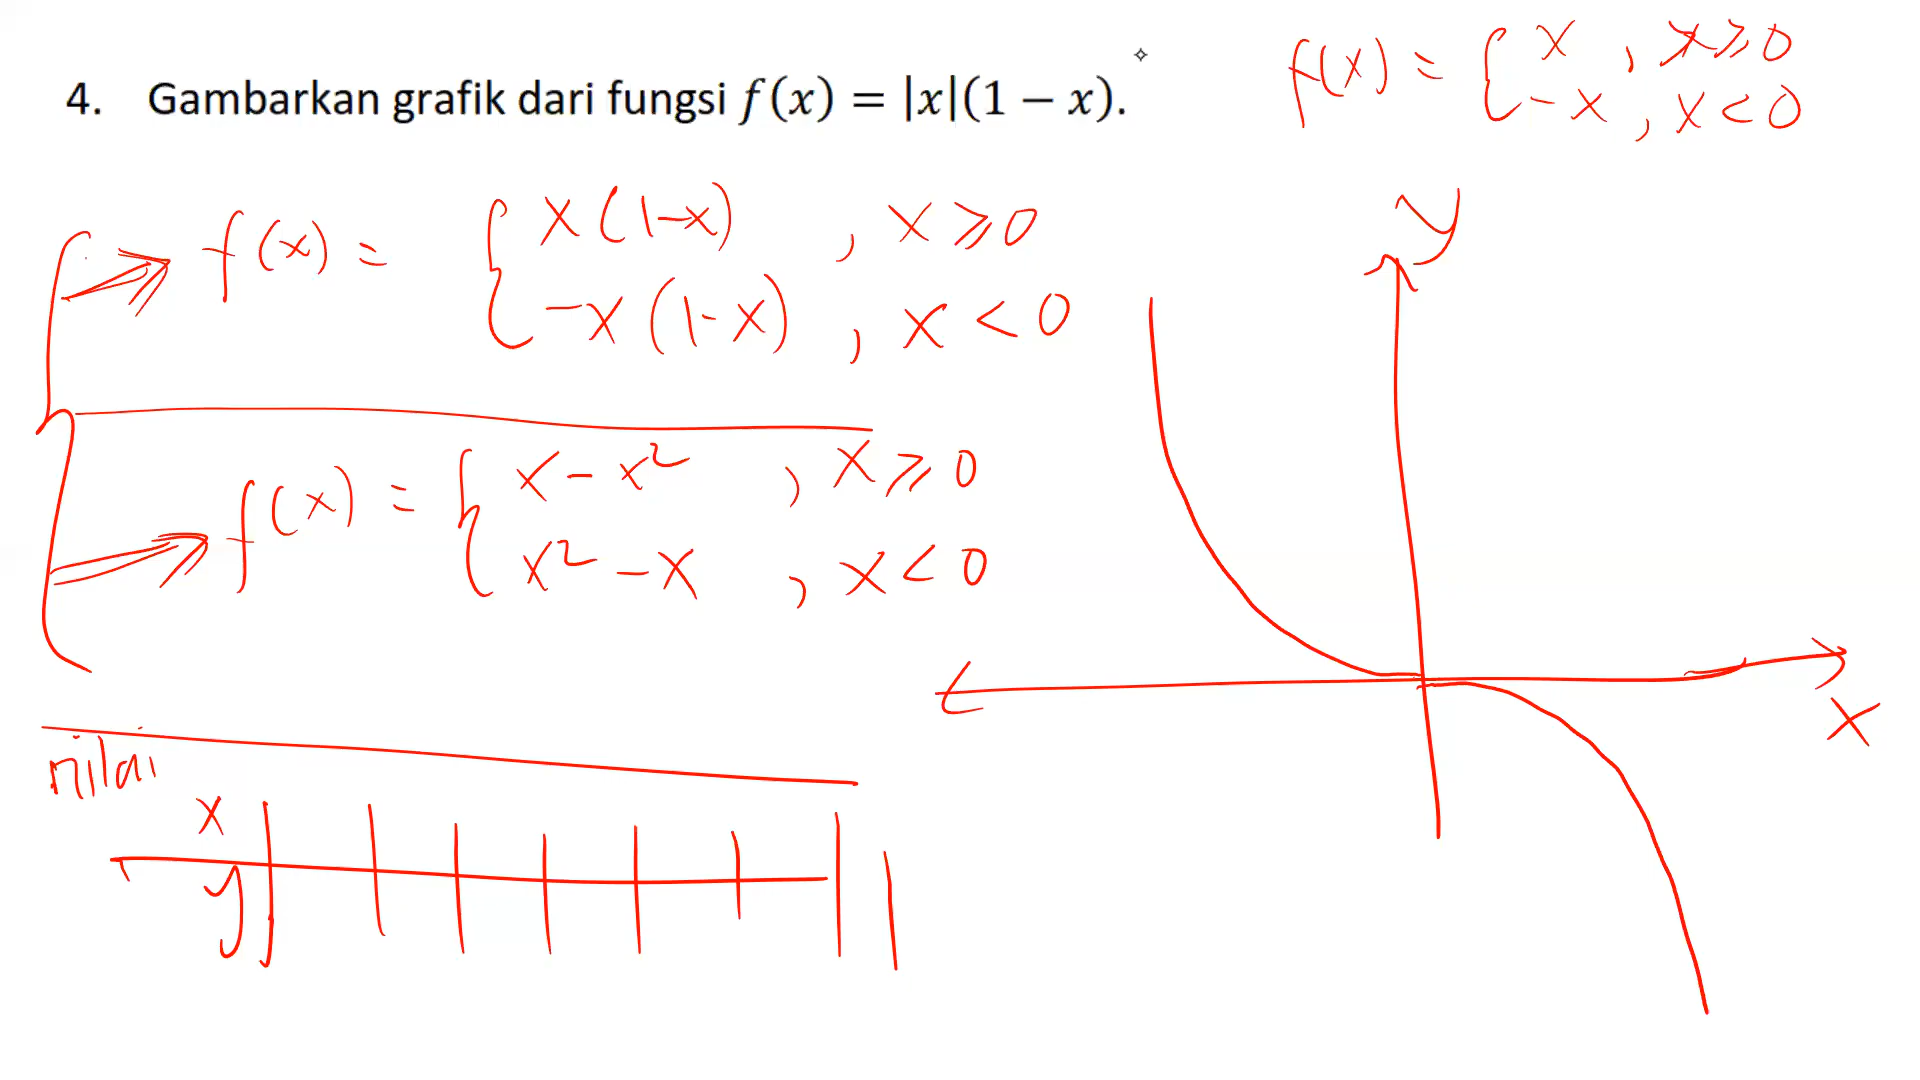 4. Gambarkan grafik dari fungsi f(x) = |x|(1 − x).
f(x) = { x , x ≥ 0
-x , x < 0
f(x) = { x(1-x) , x ≥ 0
-x(1-x) , x < 0
f(x) = { x - x² , x ≥ 0
x² - x , x < 0
y
x
nilai
x
y